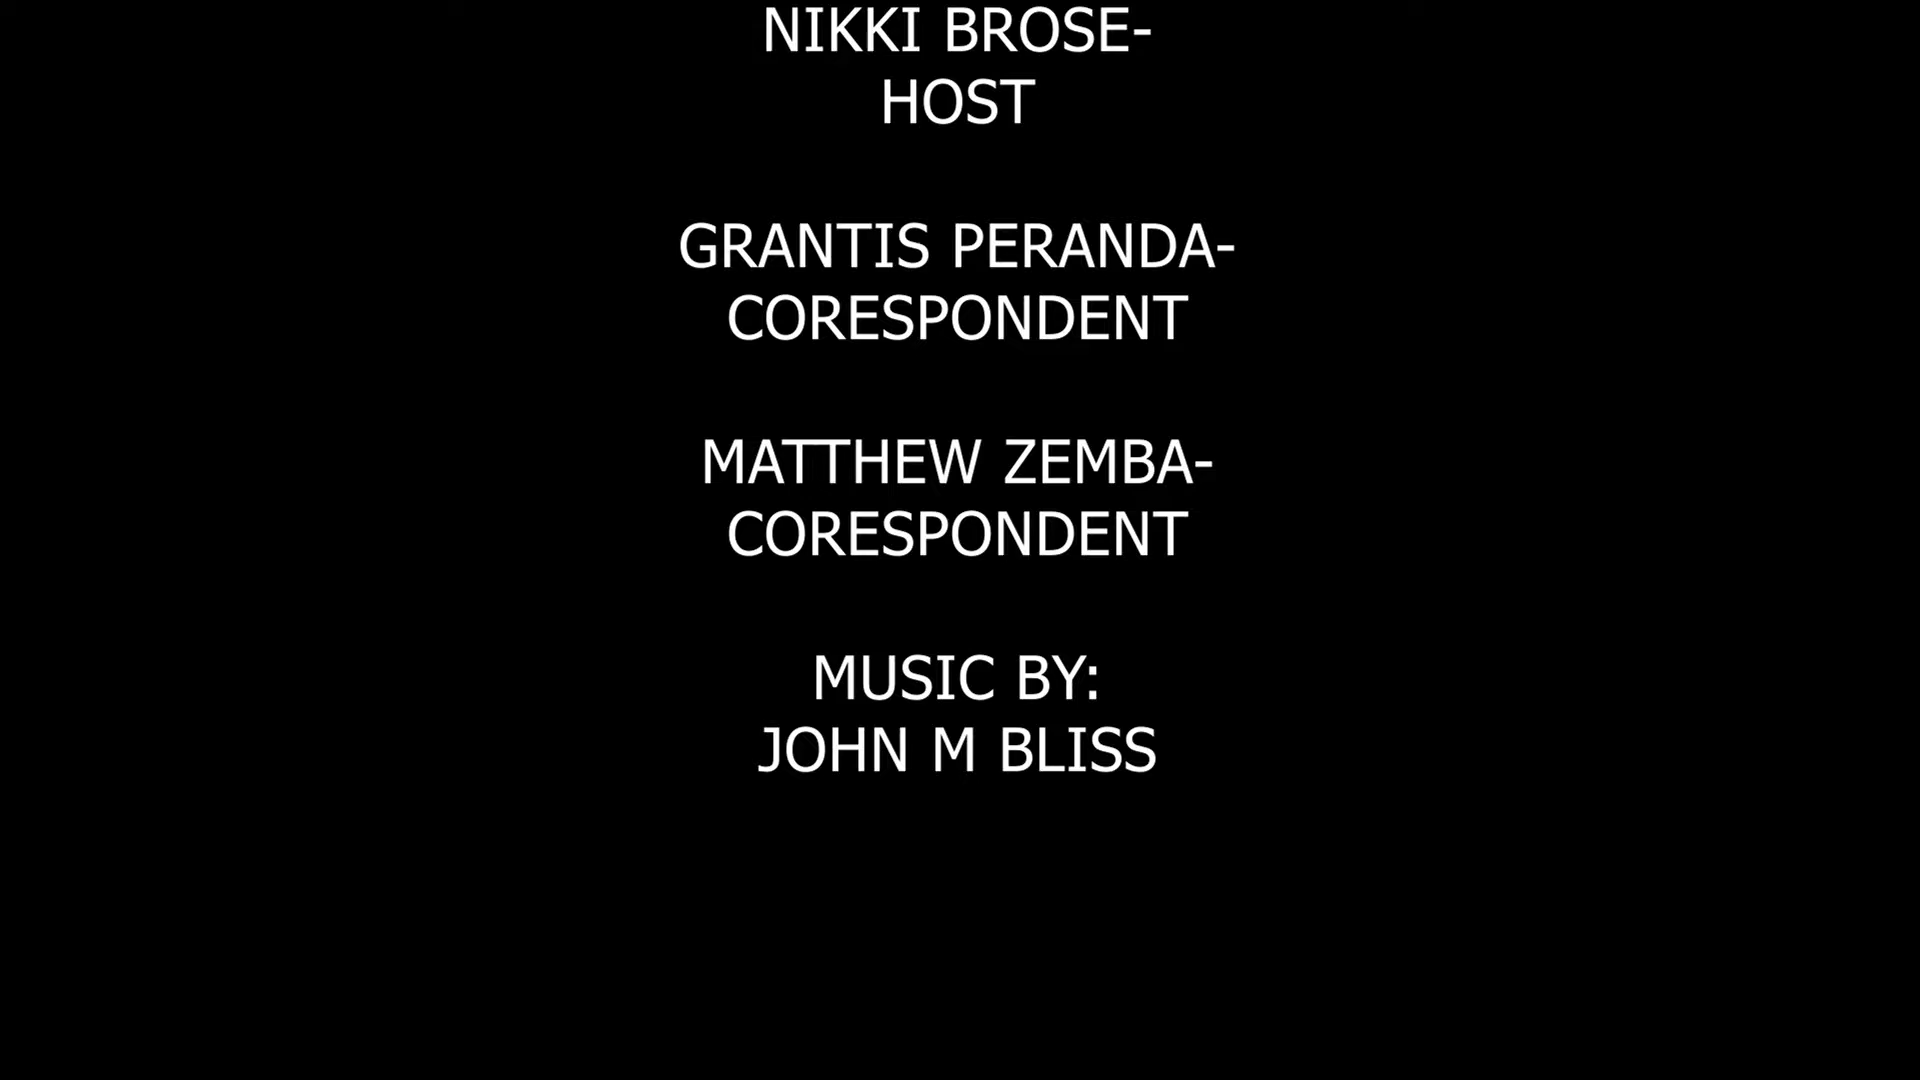 NIKKI BROSE-
HOST
GRANTIS PERANDA-
CORESPONDENT
MATTHEW ZEMBA-
CORESPONDENT
MUSIC BY:
JOHN M BLISS